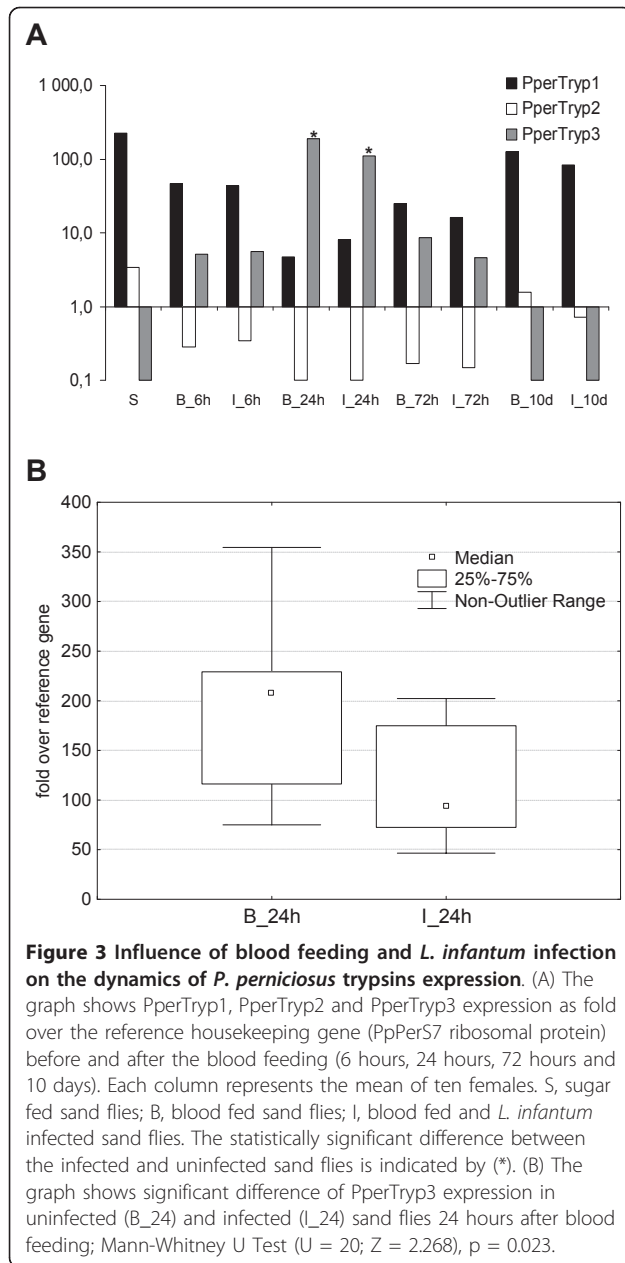 A
1 000,0
100,0
10,0
1,0
0,1
PperTryp1
PperTryp2
PperTryp3
* *
S B_6h I_6h B_24h I_24h B_72h I_72h B_10d I_10d
B
400
350
300
250
200
150
100
50
0
fold over reference gene
Median
25%-75%
Non-Outlier Range
B_24h I_24h
Figure 3 Influence of blood feeding and L. infantum infection
on the dynamics of P. perniciosus trypsins expression. (A) The
graph shows PperTryp1, PperTryp2 and PperTryp3 expression as fold
over the reference housekeeping gene (PpPerS7 ribosomal protein)
before and after the blood feeding (6 hours, 24 hours, 72 hours and
10 days). Each column represents the mean of ten females. S, sugar
fed sand flies; B, blood fed sand flies; I, blood fed and L. infantum
infected sand flies. The statistically significant difference between
the infected and uninfected sand flies is indicated by (*). (B) The
graph shows significant difference of PperTryp3 expression in
uninfected (B_24) and infected (I_24) sand flies 24 hours after blood
feeding; Mann-Whitney U Test (U = 20; Z = 2.268), p = 0.023.